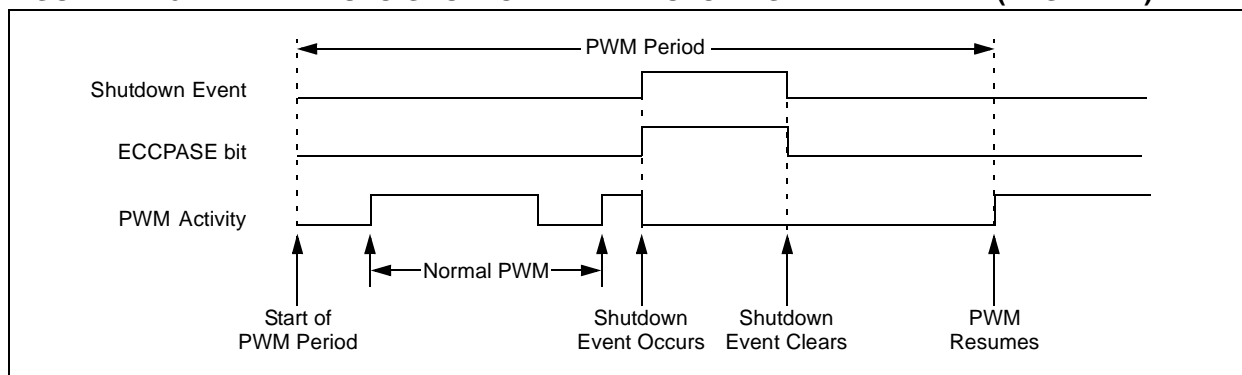 PWM Period
Shutdown Event
ECCPASE bit
PWM Activity
Normal PWM
Start of
PWM Period
Shutdown
Event Occurs
Shutdown
Event Clears
PWM
Resumes